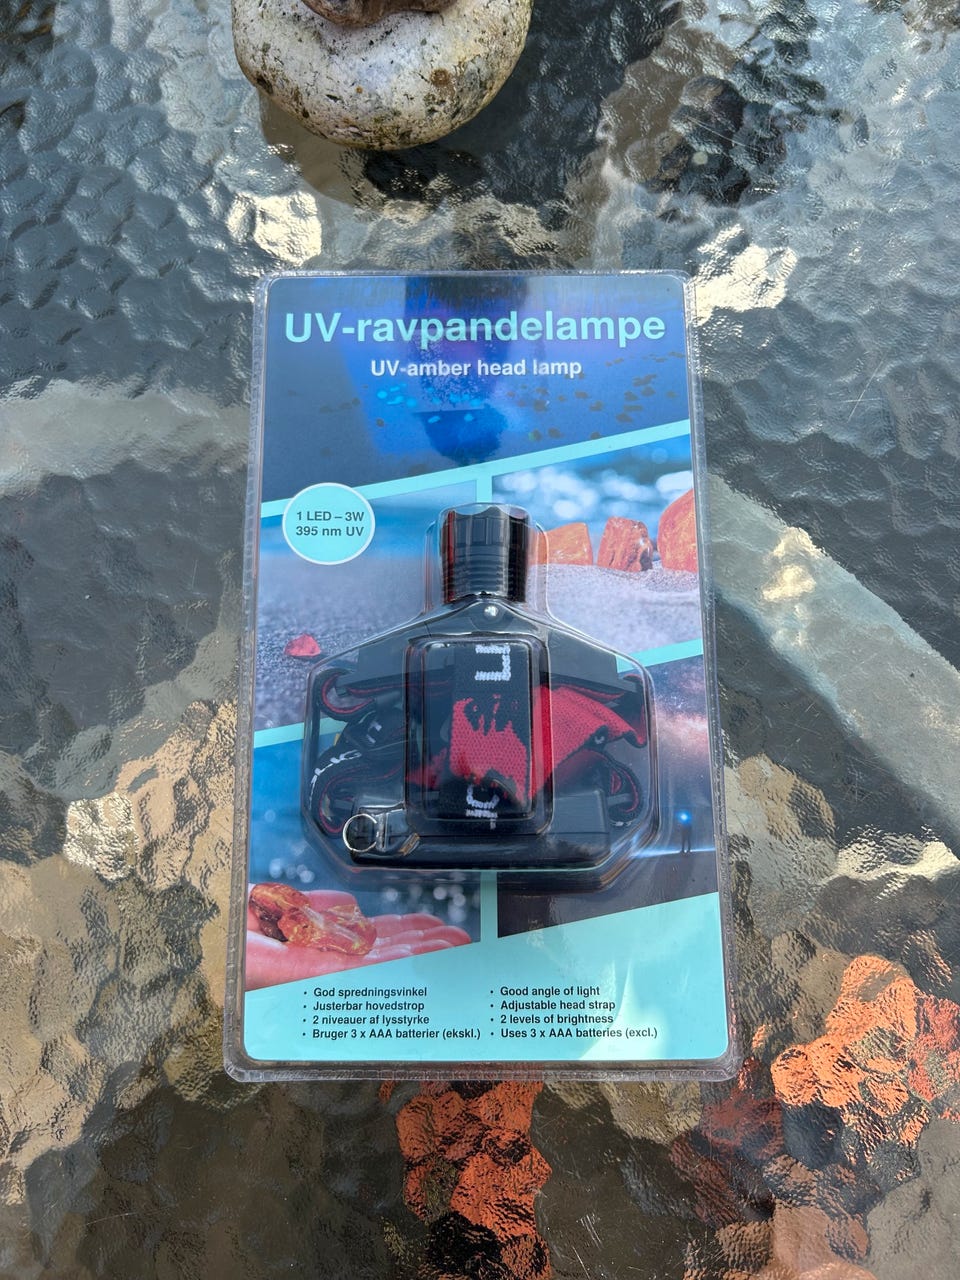 UV-ravpandelampe
UV-amber head lamp
1 LED – 3W
395 nm UV
• God spredningsvinkel
• Justerbar hovedstrop
• 2 niveauer af lysstyrke
• Bruger 3 x AAA batterier (ekskl.)
• Good angle of light
• Adjustable head strap
• 2 levels of brightness
• Uses 3 x AAA batteries (excl.)